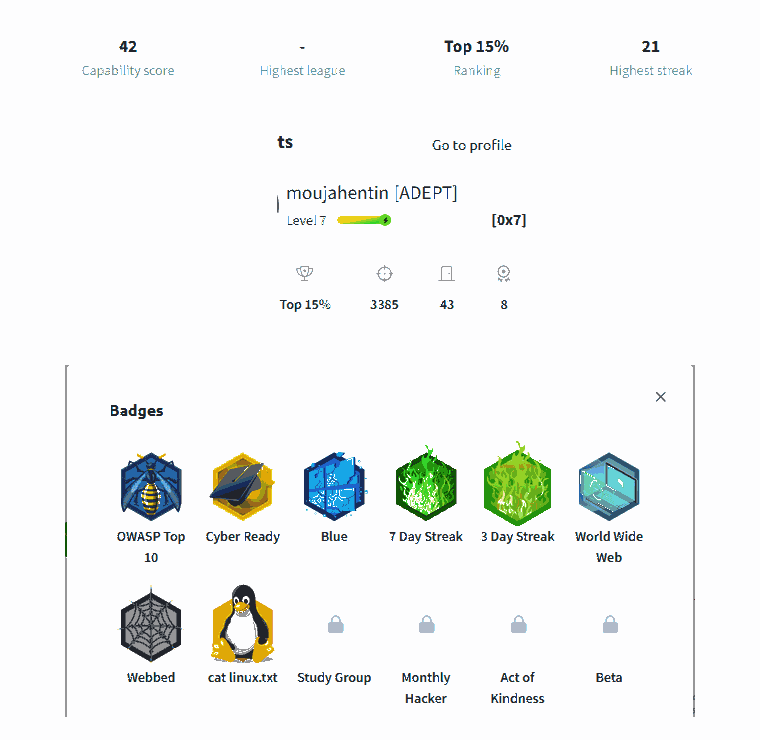 42 - Top 15% 21
Capability score Highest league Ranking Highest streak
ts Go to profile
moujahentin [ADEPT]
Level 7 [0x7]
Top 15% 3385 43 8
Badges
OWASP Top 10
Cyber Ready
Blue
7 Day Streak
3 Day Streak
World Wide Web
Webbed
cat linux.txt
Study Group
Monthly Hacker
Act of Kindness
Beta